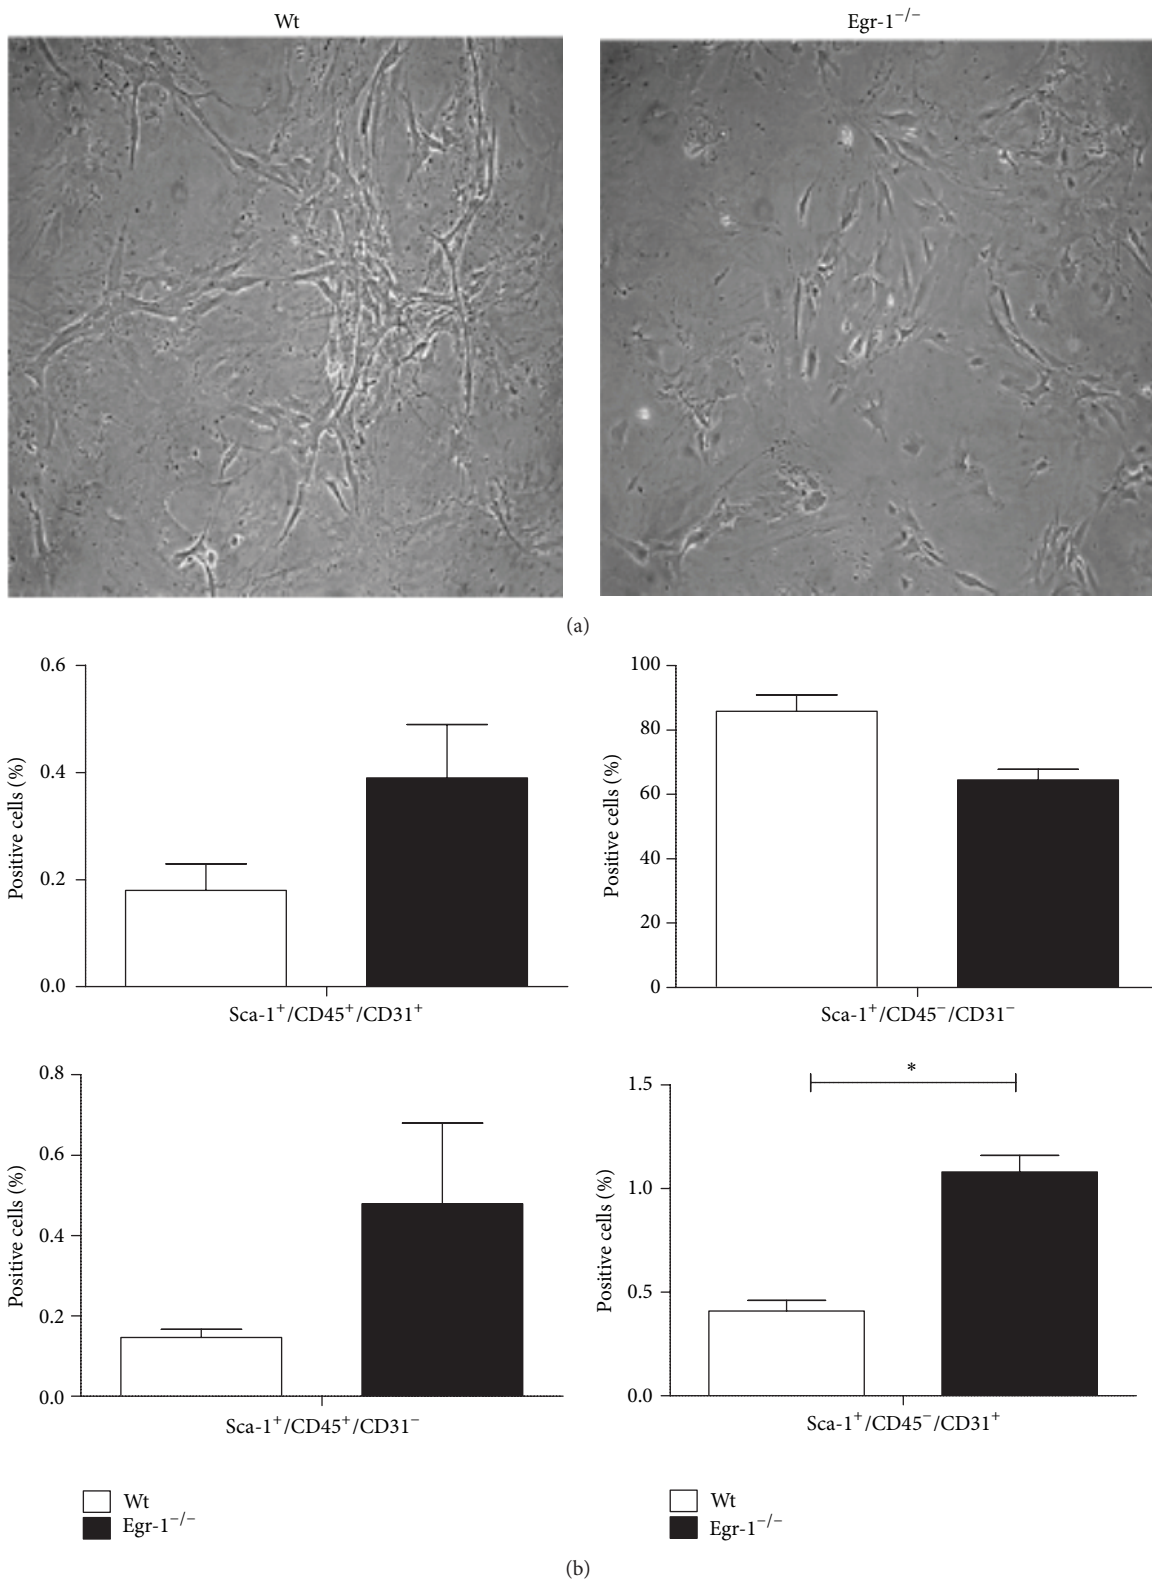 Wt
Egr-1⁻/⁻
(a)
0.6
0.4
0.2
0.0
Positive cells (%)
Sca-1⁺/CD45⁺/CD31⁺
100
80
60
40
20
0
Positive cells (%)
Sca-1⁺/CD45⁻/CD31⁻
0.8
0.6
0.4
0.2
0.0
Positive cells (%)
Sca-1⁺/CD45⁺/CD31⁻
*
1.5
1.0
0.5
0.0
Positive cells (%)
Sca-1⁺/CD45⁻/CD31⁺
Wt
Egr-1⁻/⁻
Wt
Egr-1⁻/⁻
(b)